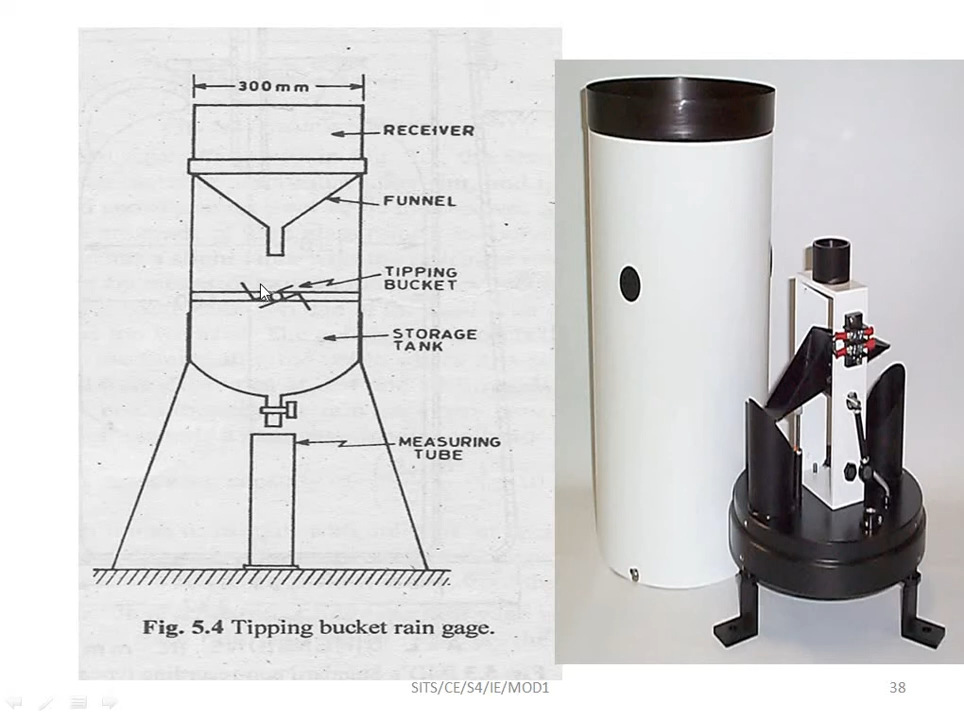 300mm
RECEIVER
FUNNEL
TIPPING
BUCKET
STORAGE
TANK
MEASURING
TUBE
Fig. 5.4 Tipping bucket rain gage.
SITS/CE/S4/IE/MOD1
38